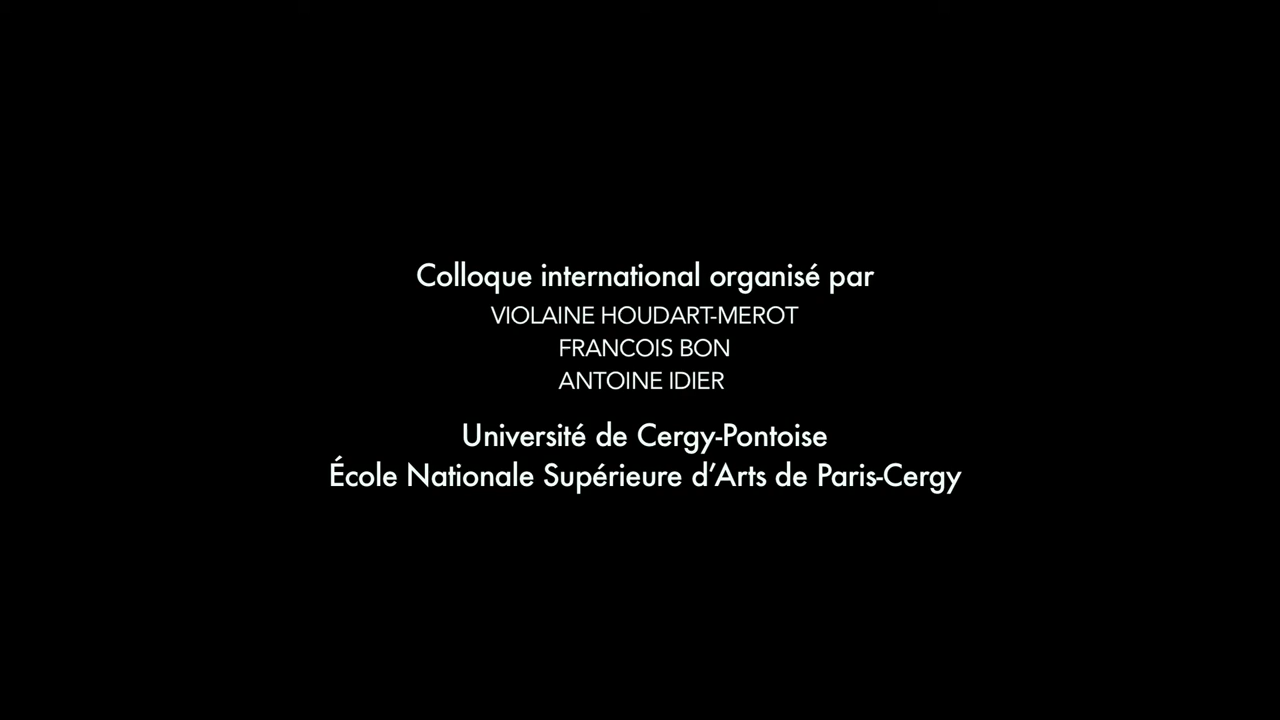 Colloque international organisé par
VIOLAINE HOUDART-MEROT
FRANCOIS BON
ANTOINE IDIER
Université de Cergy-Pontoise
École Nationale Supérieure d’Arts de Paris-Cergy